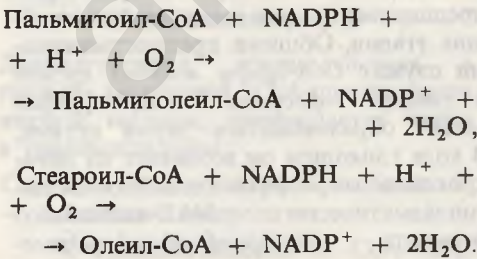 Пальмитоил-CoA + NADPH +
+ H⁺ + O₂ →
→ Пальмитолеил-CoA + NADP⁺ +
+ 2H₂O,
Стеароил-CoA + NADPH + H⁺ +
+ O₂ →
→ Олеил-CoA + NADP⁺ + 2H₂O.